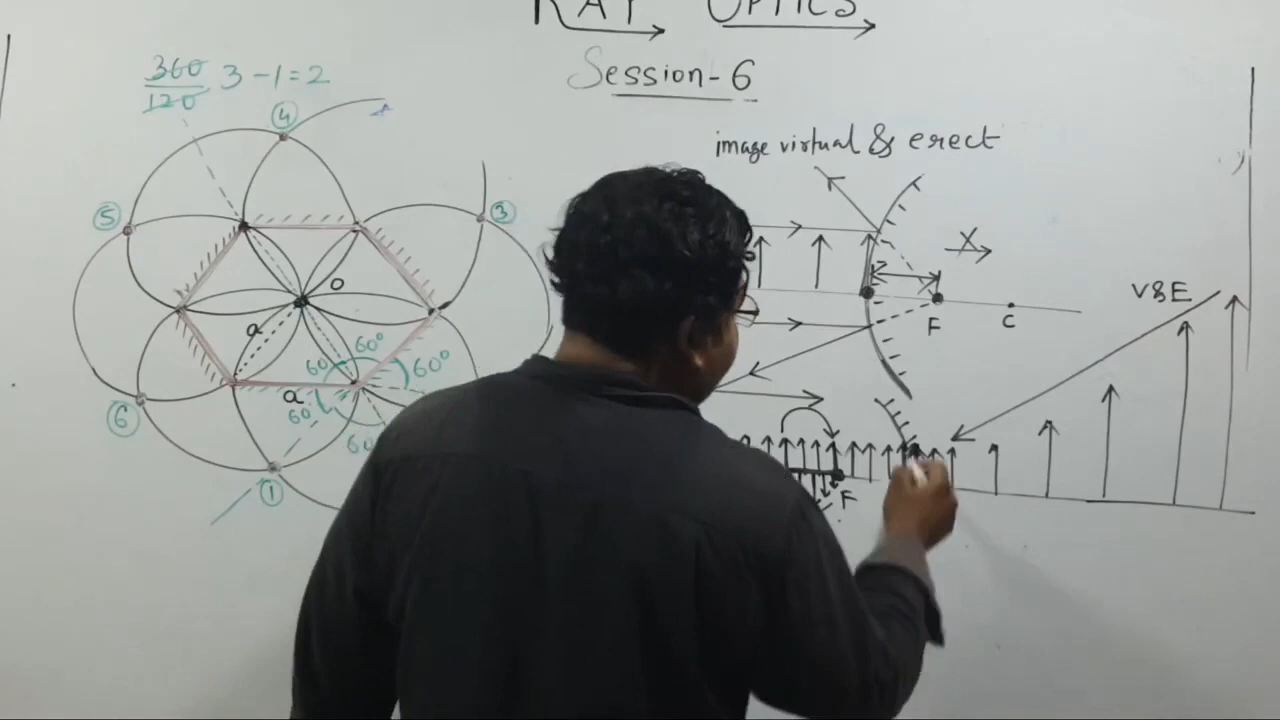 RAY OPTICS
Session-6
360/120 3 - 1 = 2
image virtual & erect
4
5
3
X
O
V&E
F
C
a
60°
60
60°
a
60°
6
60
F
1